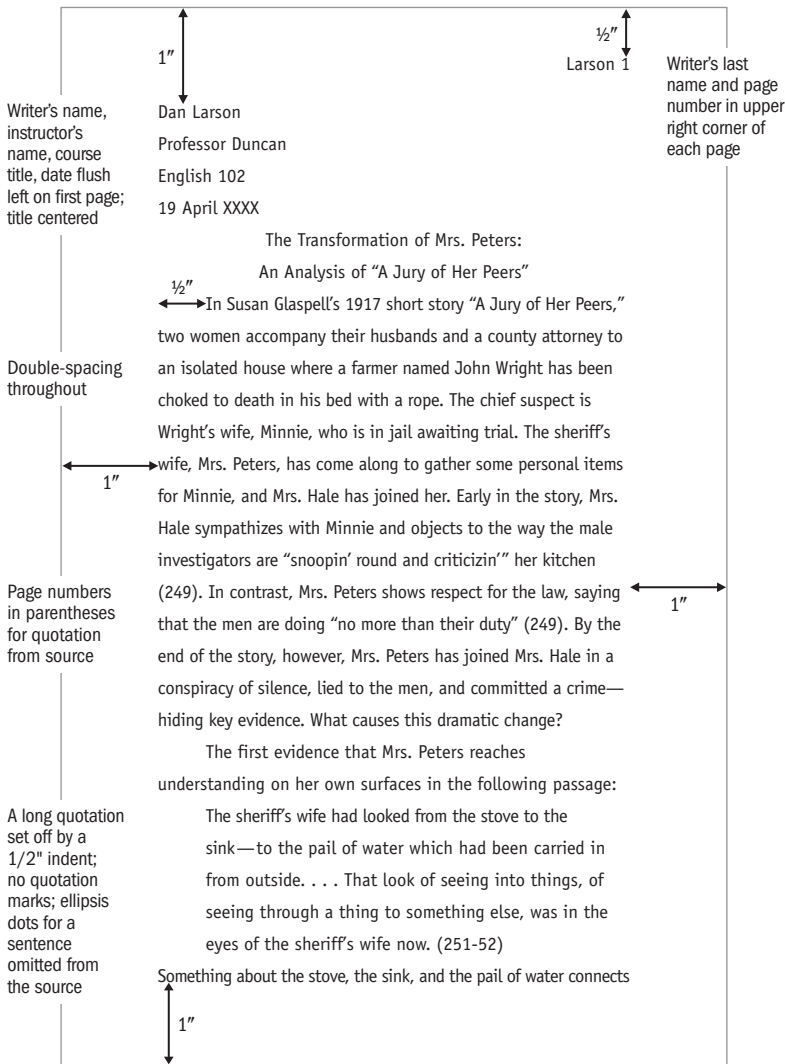 1″
½″
Larson 1
Writer's last
name and page
number in upper
right corner of
each page
Writer's name,
instructor's
name, course
title, date flush
left on first page;
title centered
Dan Larson
Professor Duncan
English 102
19 April XXXX
The Transformation of Mrs. Peters:
An Analysis of “A Jury of Her Peers”
½″
In Susan Glaspell's 1917 short story “A Jury of Her Peers,”
two women accompany their husbands and a county attorney to
Double-spacing
throughout
an isolated house where a farmer named John Wright has been
choked to death in his bed with a rope. The chief suspect is
Wright's wife, Minnie, who is in jail awaiting trial. The sheriff's
wife, Mrs. Peters, has come along to gather some personal items
1″
for Minnie, and Mrs. Hale has joined her. Early in the story, Mrs.
Hale sympathizes with Minnie and objects to the way the male
investigators are “snoopin' round and criticizin'” her kitchen
Page numbers
in parentheses
for quotation
from source
(249). In contrast, Mrs. Peters shows respect for the law, saying
1″
that the men are doing “no more than their duty” (249). By the
end of the story, however, Mrs. Peters has joined Mrs. Hale in a
conspiracy of silence, lied to the men, and committed a crime—
hiding key evidence. What causes this dramatic change?
The first evidence that Mrs. Peters reaches
understanding on her own surfaces in the following passage:
A long quotation
set off by a
1/2" indent;
no quotation
marks; ellipsis
dots for a
sentence
omitted from
the source
The sheriff's wife had looked from the stove to the
sink—to the pail of water which had been carried in
from outside. . . . That look of seeing into things, of
seeing through a thing to something else, was in the
eyes of the sheriff's wife now. (251-52)
Something about the stove, the sink, and the pail of water connects
1″